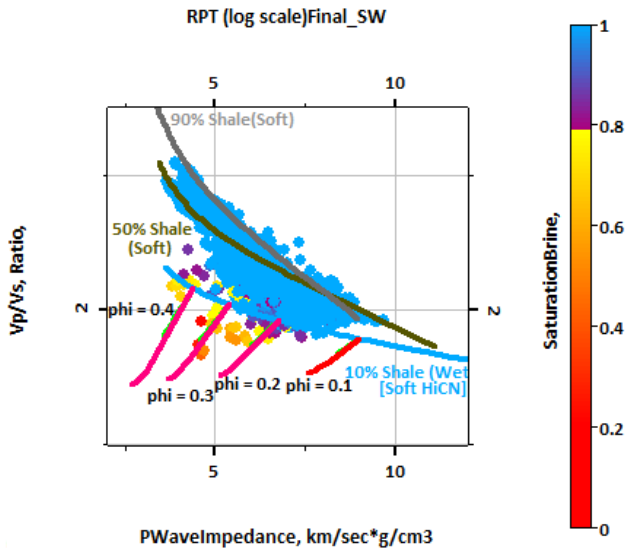 RPT (log scale)Final_SW
5 10
90% Shale(Soft)
50% Shale
(Soft)
phi = 0.4
phi = 0.3
phi = 0.2
phi = 0.1
10% Shale (Wet
[Soft HiCN]
2
2
5 10
Vp/Vs, Ratio,
PWaveImpedance, km/sec*g/cm3
SaturationBrine,
1
0.8
0.6
0.4
0.2
0